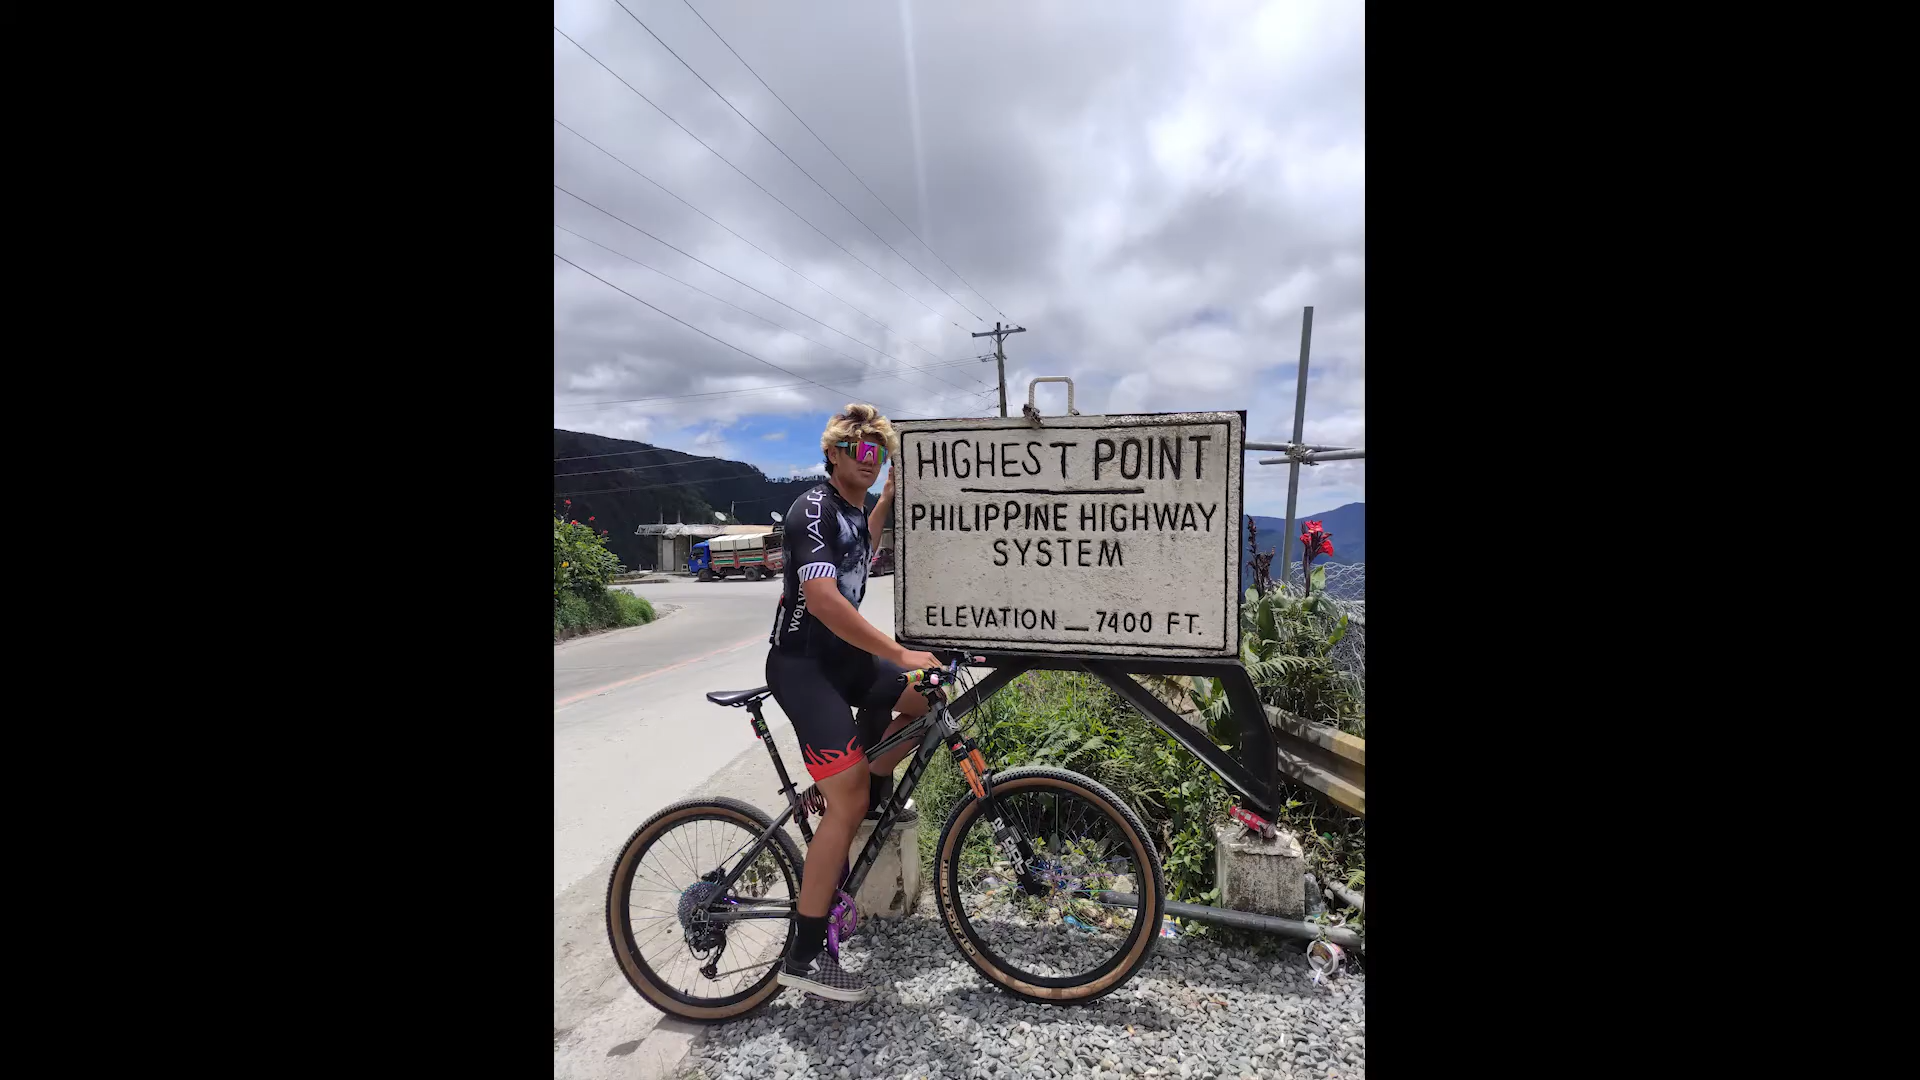 HIGHEST POINT
PHILIPPINE HIGHWAY
SYSTEM
ELEVATION _ 7400 FT.